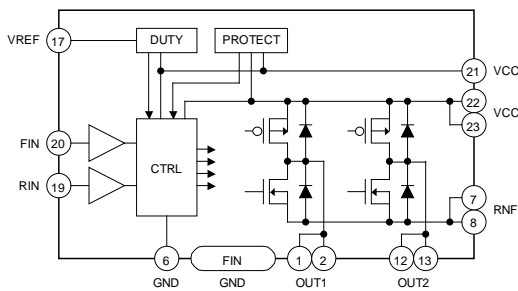 VREF 17 DUTY PROTECT
21 VCC
22 VCC
23
FIN 20
RIN 19
CTRL
7 RNF
8
6 FIN 1 2 12 13
GND GND OUT1 OUT2